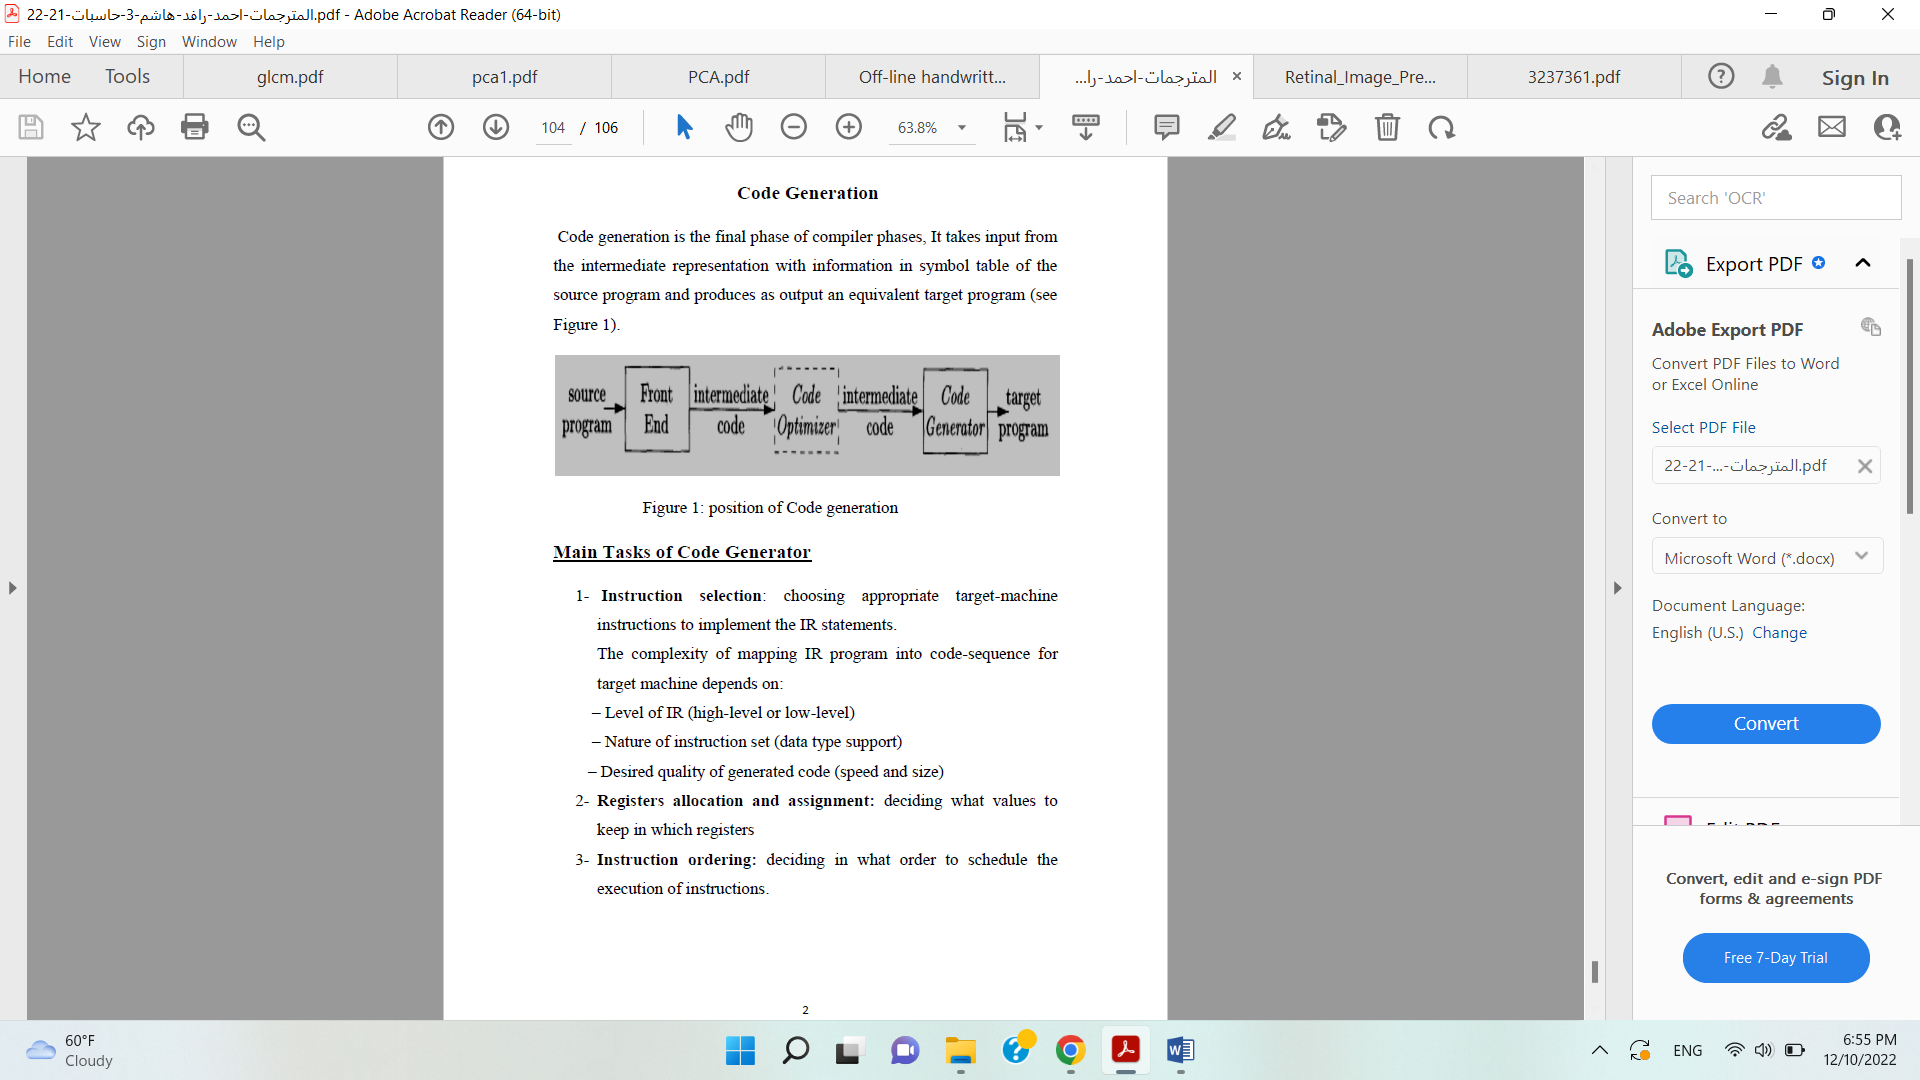 المترجمات-احمد-رافد-هاشم-3-حاسبات-21-22.pdf - Adobe Acrobat Reader (64-bit)
File Edit View Sign Window Help
Home Tools glcm.pdf pca1.pdf PCA.pdf Off-line handwritt... المترجمات-احمد-را... Retinal_Image_Pre... 3237361.pdf Sign In
104 / 106 63.8%
Code Generation
Code generation is the final phase of compiler phases, It takes input from
the intermediate representation with information in symbol table of the
source program and produces as output an equivalent target program (see
Figure 1).
source program
Front End
intermediate code
Code Optimizer
intermediate code
Code Generator
target program
Figure 1: position of Code generation
Main Tasks of Code Generator
1- Instruction selection: choosing appropriate target-machine
instructions to implement the IR statements.
The complexity of mapping IR program into code-sequence for
target machine depends on:
– Level of IR (high-level or low-level)
– Nature of instruction set (data type support)
– Desired quality of generated code (speed and size)
2- Registers allocation and assignment: deciding what values to
keep in which registers
3- Instruction ordering: deciding in what order to schedule the
execution of instructions.
2
Search 'OCR'
Export PDF
Adobe Export PDF
Convert PDF Files to Word
or Excel Online
Select PDF File
المترجمات-...-21-22.pdf
Convert to
Microsoft Word (*.docx)
Document Language:
English (U.S.) Change
Convert
Edit PDF
Convert, edit and e-sign PDF
forms & agreements
Free 7-Day Trial
60°F
Cloudy
ENG
6:55 PM
12/10/2022